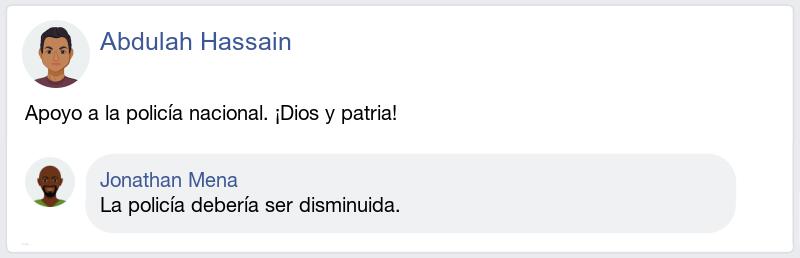 Abdulah Hassain
Apoyo a la policía nacional. ¡Dios y patria!
Jonathan Mena
La policía debería ser disminuida.